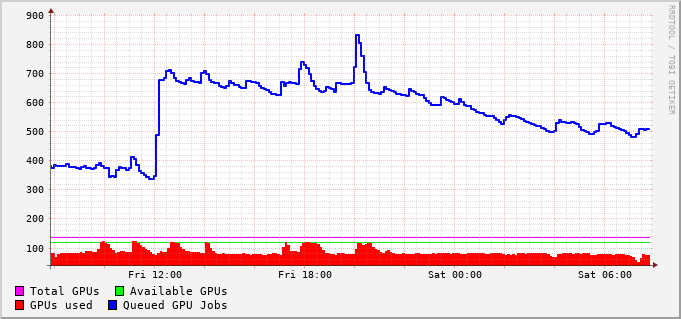 900
800
700
600
500
400
300
200
100
Fri 12:00 Fri 18:00 Sat 00:00 Sat 06:00
Total GPUs Available GPUs
GPUs used Queued GPU Jobs
RRDTOOL / TOBI OETIKER